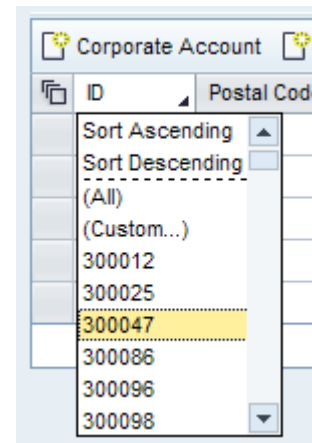 Corporate Account
ID Postal Cod
Sort Ascending
Sort Descending
(All)
(Custom...)
300012
300025
300047
300086
300096
300098